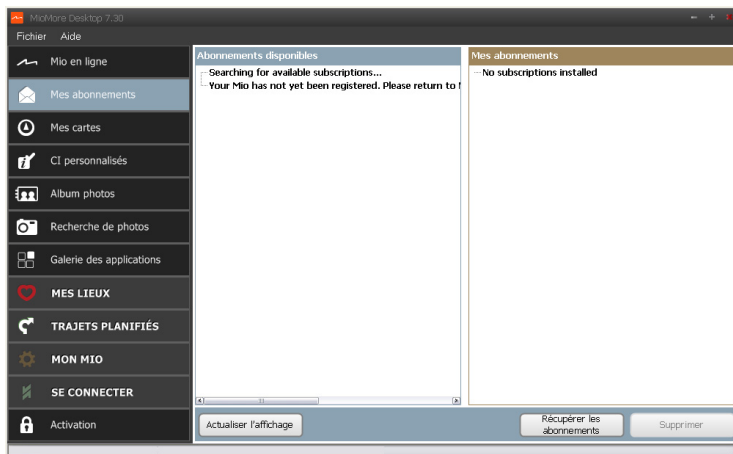 MioMore Desktop 7.30
Fichier Aide
Mio en ligne
Mes abonnements
Mes cartes
CI personnalisés
Album photos
Recherche de photos
Galerie des applications
MES LIEUX
TRAJETS PLANIFIÉS
MON MIO
SE CONNECTER
Activation
Abonnements disponibles
Searching for available subscriptions...
Your Mio has not yet been registered. Please return to
Actualiser l'affichage
Mes abonnements
No subscriptions installed
Récupérer les
abonnements
Supprimer